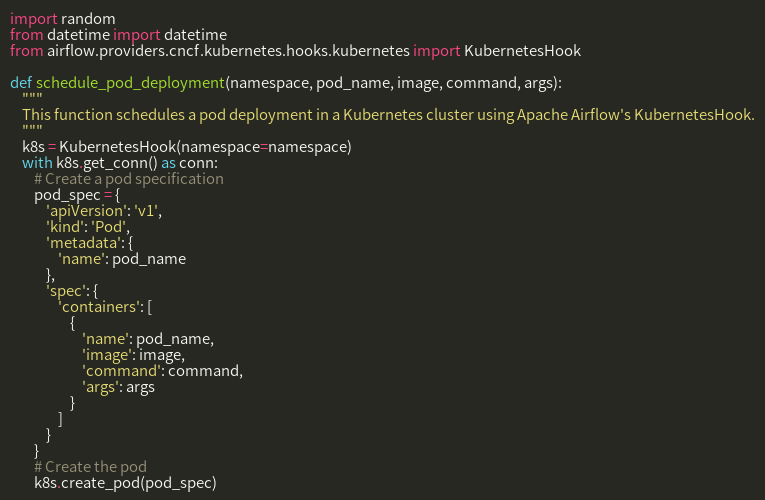 import random
from datetime import datetime
from airflow.providers.cncf.kubernetes.hooks.kubernetes import KubernetesHook

def schedule_pod_deployment(namespace, pod_name, image, command, args):
    """
    This function schedules a pod deployment in a Kubernetes cluster using Apache Airflow's KubernetesHook.
    """
    k8s = KubernetesHook(namespace=namespace)
    with k8s.get_conn() as conn:
        # Create a pod specification
        pod_spec = {
            'apiVersion': 'v1',
            'kind': 'Pod',
            'metadata': {
                'name': pod_name
            },
            'spec': {
                'containers': [
                    {
                        'name': pod_name,
                        'image': image,
                        'command': command,
                        'args': args
                    }
                ]
            }
        }
        # Create the pod
        k8s.create_pod(pod_spec)